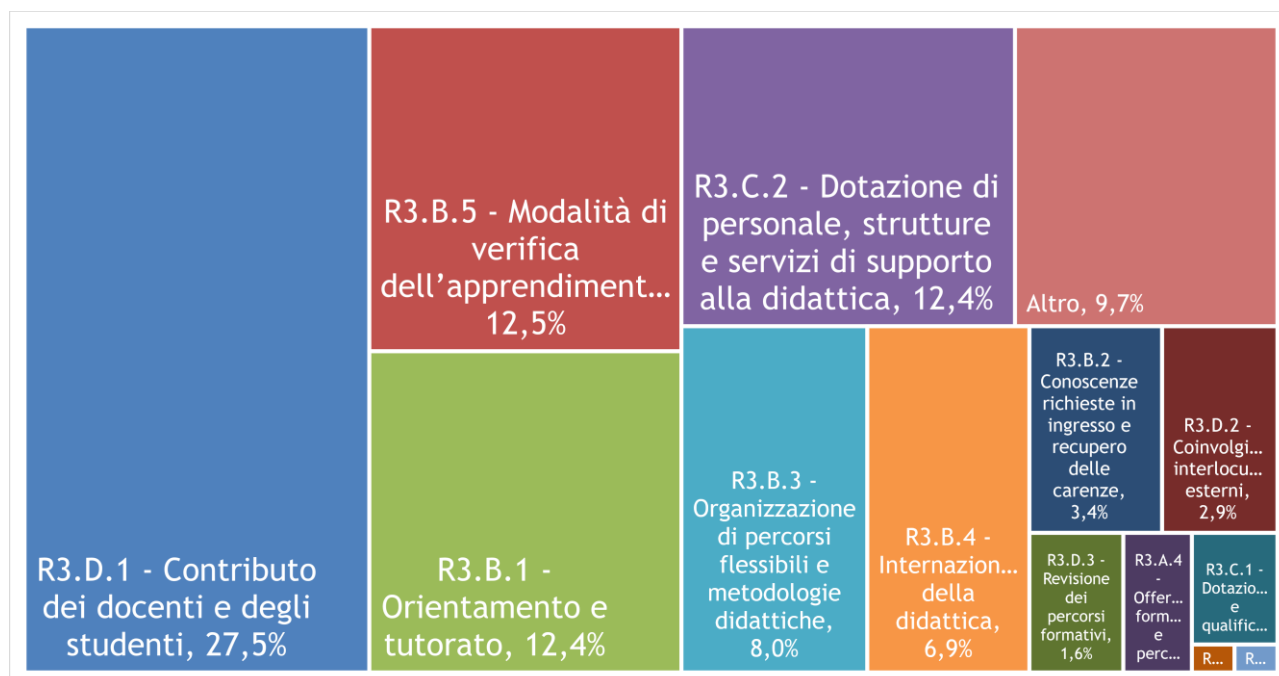 R3.D.1 - Contributo
dei docenti e degli
studenti, 27,5%
R3.B.5 - Modalità di
verifica
dell’apprendiment...
12,5%
R3.B.1 -
Orientamento e
tutorato, 12,4%
R3.C.2 - Dotazione di
personale, strutture
e servizi di supporto
alla didattica, 12,4%
Altro, 9,7%
R3.B.3 -
Organizzazione
di percorsi
flessibili e
metodologie
didattiche,
8,0%
R3.B.4 -
Internazion...
della
didattica,
6,9%
R3.B.2 -
Conoscenze
richieste in
ingresso e
recupero
delle
carenze,
3,4%
R3.D.2 -
Coinvolgi...
interlocu...
esterni,
2,9%
R3.D.3 -
Revisione
dei
percorsi
formativi,
1,6%
R3.A.4
-
Offer...
form...
e
perc...
R3.C.1 -
Dotazio...
e
qualific...
R...
R...